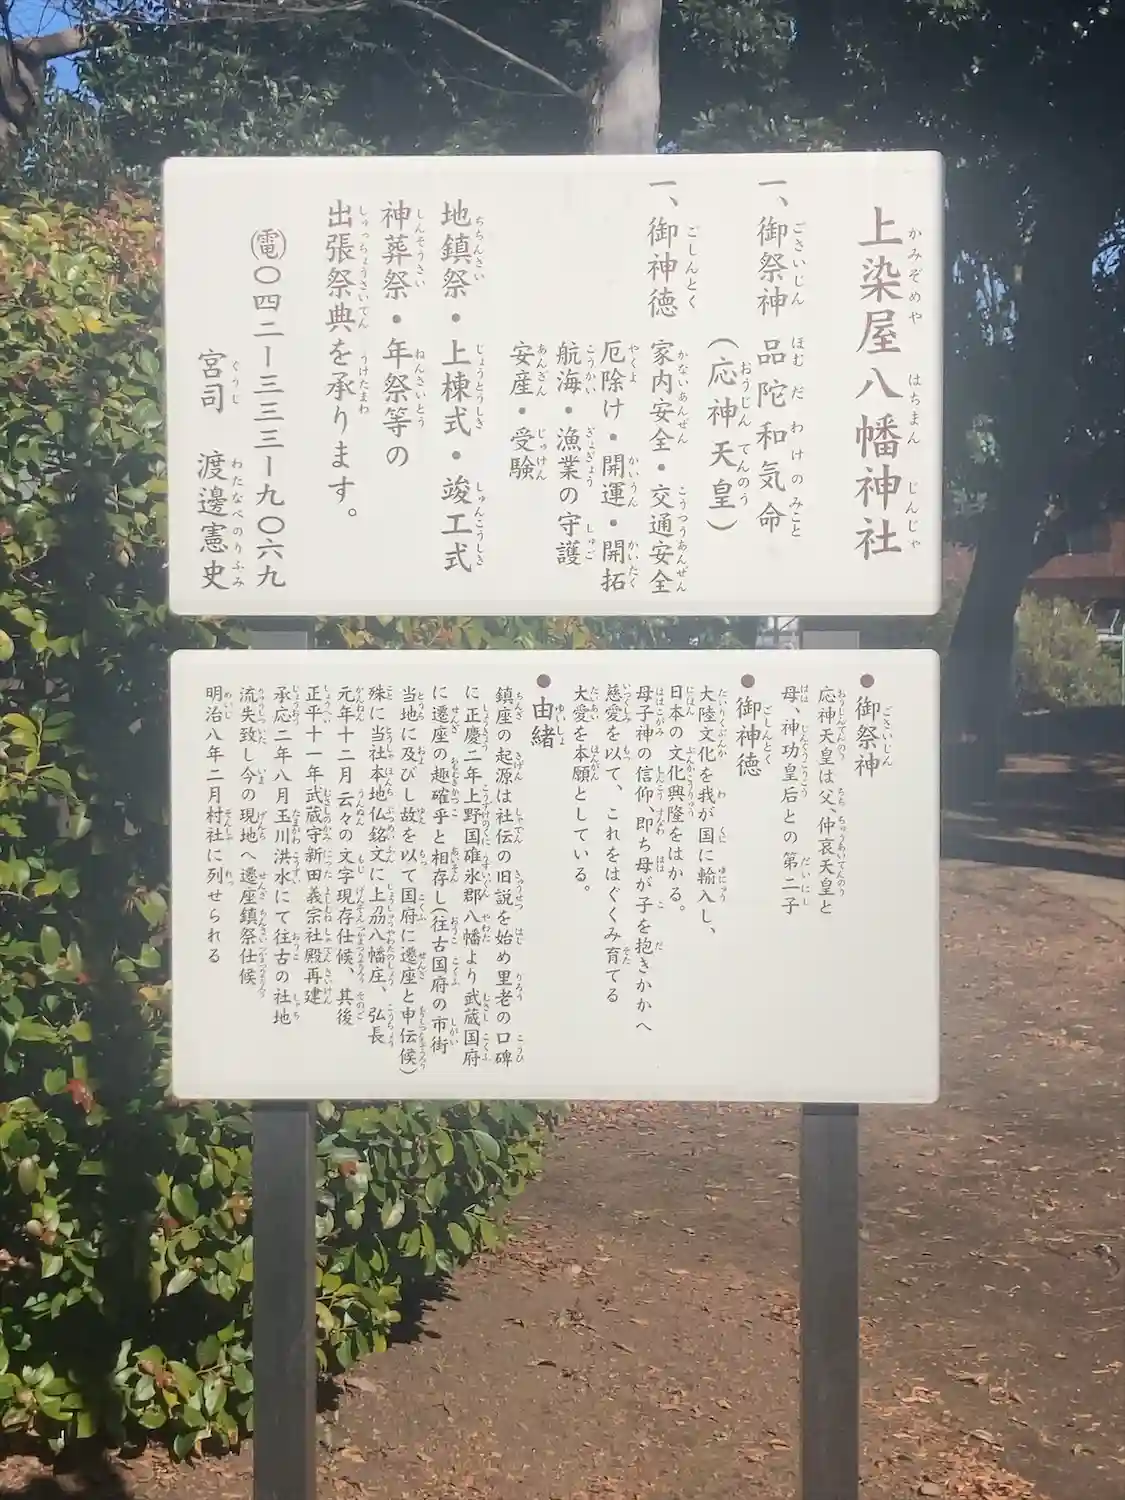 上染屋八幡神社
一、御祭神 品陀和気命
（応神天皇）
一、御神徳 家内安全・交通安全
厄除け・開運・開拓
航海・漁業の守護
安産・受験
地鎮祭・上棟式・竣工式
神葬祭・年祭等の
出張祭典を承ります。
㊕〇四二ー三三三ー九〇六九
宮司 渡邊憲史
●御祭神
応神天皇は父、仲哀天皇と
母、神功皇后との第二子
●御神徳
大陸文化を我が国に輸入し、
日本の文化興隆をはかる。
母子神の信仰、即ち母が子を抱きかかへ
慈愛を以て、これをはぐくみ育てる
大愛を本願としている。
●由緒
鎮座の起源は社伝の旧説を始め里老の口碑
に正慶二年上野国碓氷郡八幡より武蔵国府
に遷座の趣確乎と相存し（往古国府の市街
当地に及びし故を以て国府に遷座と申伝候）
殊に当社本地仏銘文に上刕八幡庄、弘長
元年十二月云々の文字現存仕候、其後
正平十一年武蔵守新田義宗社殿再建
承応二年八月玉川洪水にて往古の社地
流失致し今の現地へ遷座鎮祭仕候
明治八年二月村社に列せられる